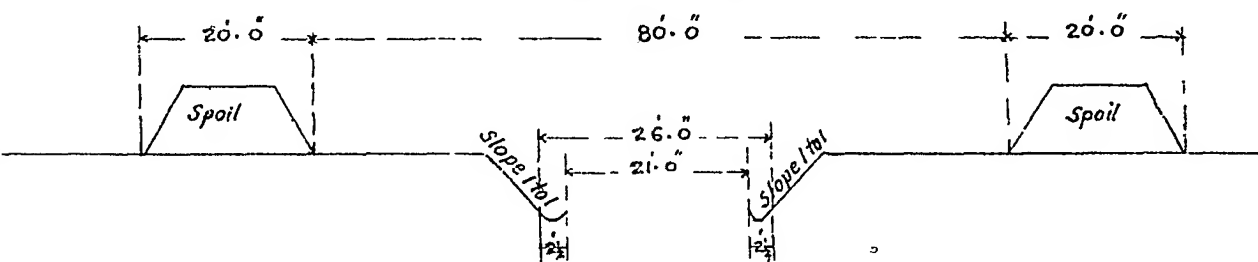 20'.0" 80'.0" 20'.0"
Spoil Spoil
26'.0"
Slope 1 to 1 21'.0" Slope 1 to 1
2½' 2½'